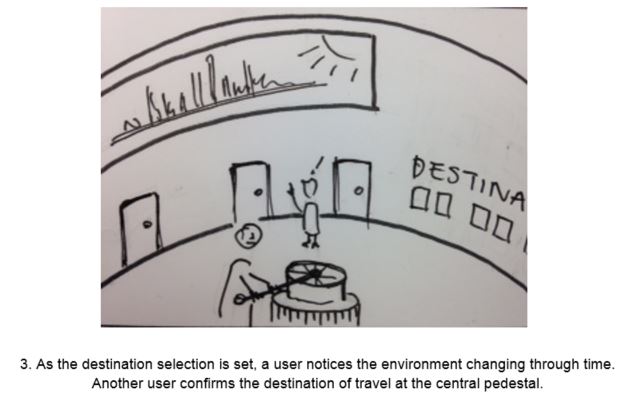 DESTINA
3. As the destination selection is set, a user notices the environment changing through time.
Another user confirms the destination of travel at the central pedestal.